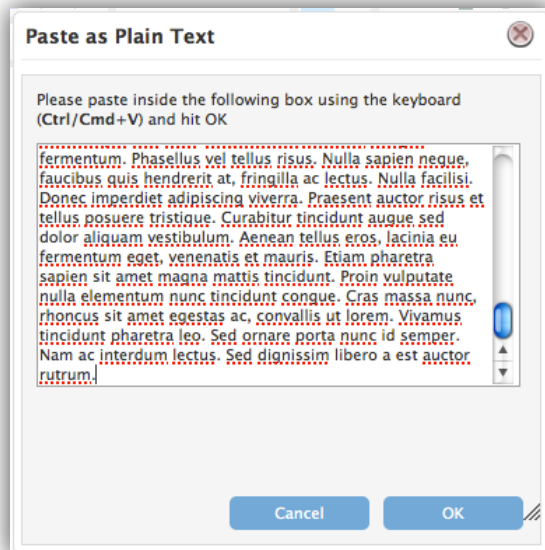 Paste as Plain Text
Please paste inside the following box using the keyboard
(Ctrl/Cmd+V) and hit OK
fermentum. Phasellus vel tellus risus. Nulla sapien neque,
faucibus quis hendrerit at, fringilla ac lectus. Nulla facilisi.
Donec imperdiet adipiscing viverra. Praesent auctor risus et
tellus posuere tristique. Curabitur tincidunt augue sed
dolor aliquam vestibulum. Aenean tellus eros, lacinia eu
fermentum eget, venenatis et mauris. Etiam pharetra
sapien sit amet magna mattis tincidunt. Proin vulputate
nulla elementum nunc tincidunt congue. Cras massa nunc,
rhoncus sit amet egestas ac, convallis ut lorem. Vivamus
tincidunt pharetra leo. Sed ornare porta nunc id semper.
Nam ac interdum lectus. Sed dignissim libero a est auctor
rutrum.
Cancel
OK